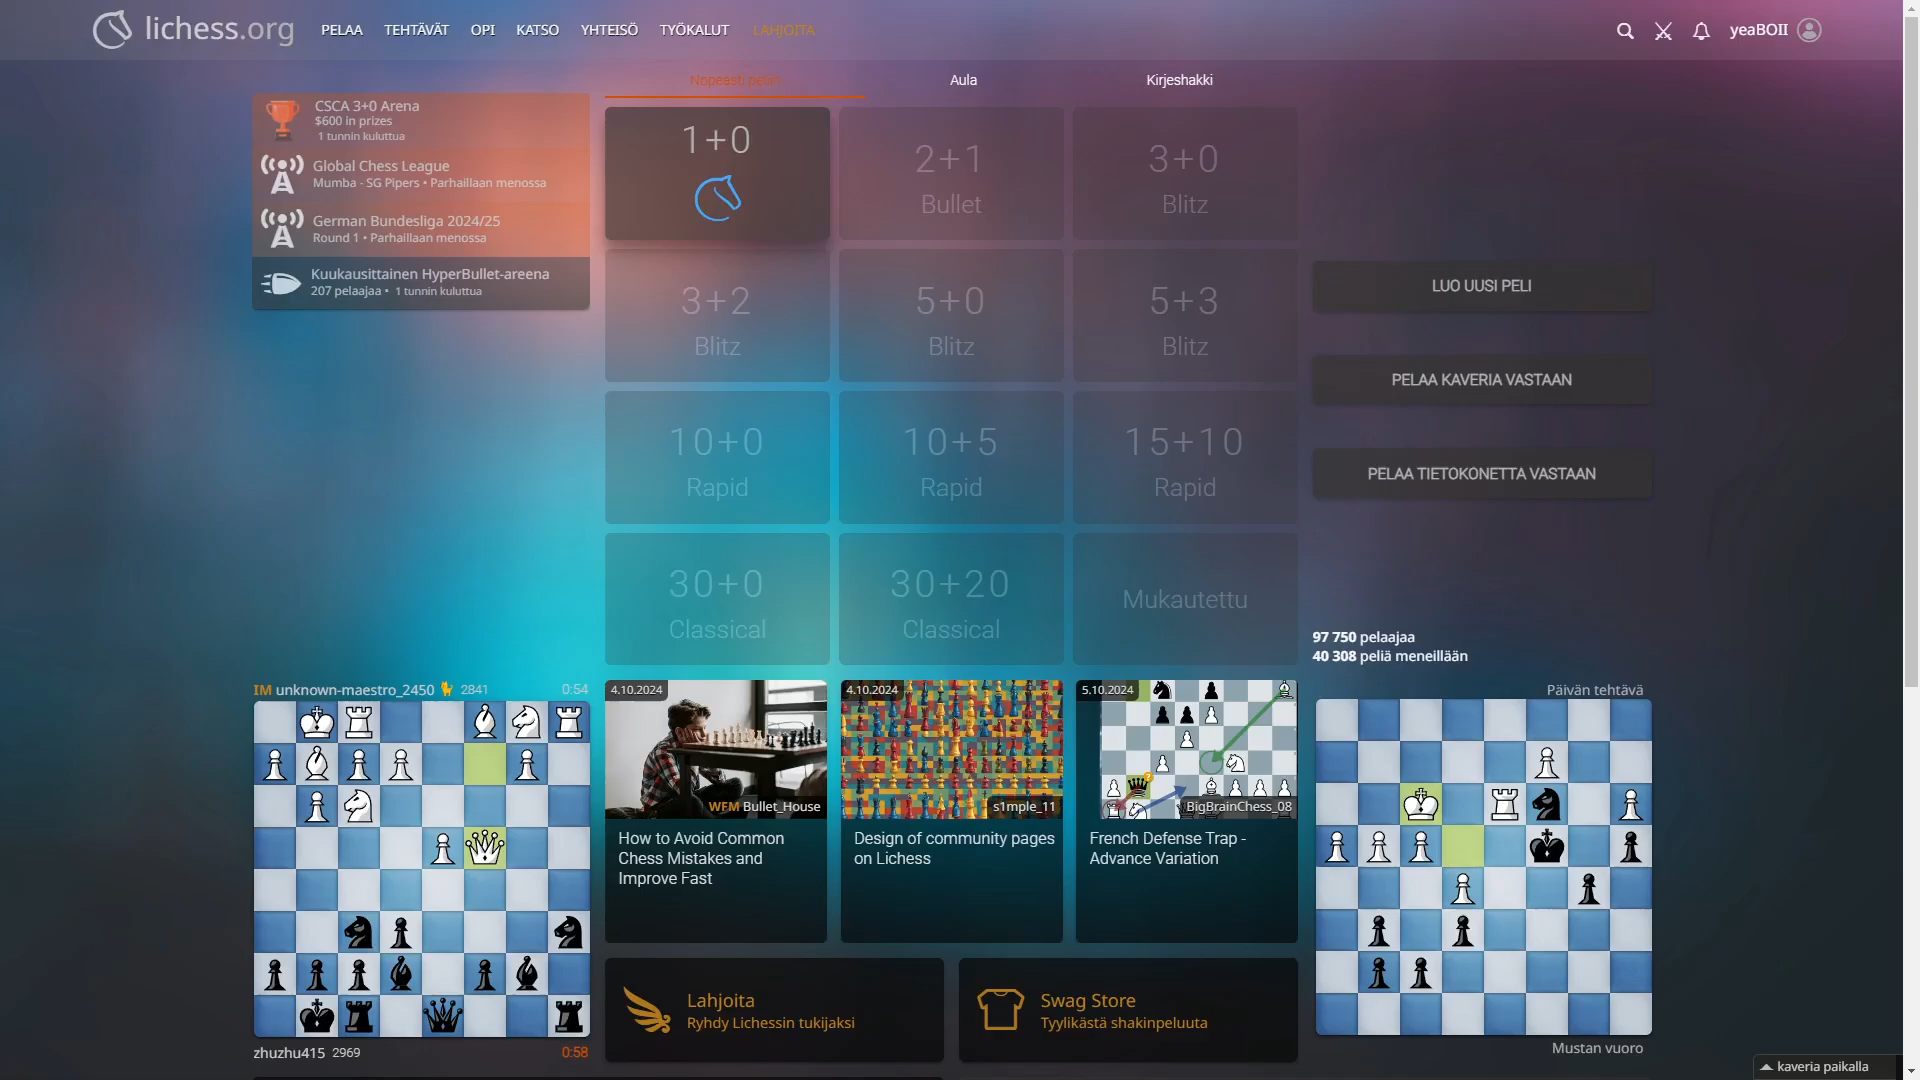 lichess.org
PELAA TEHTÄVÄT OPI KATSO YHTEISÖ TYÖKALUT LAHJOITA
yeaBOII
Nopeasti peliin
Aula
Kirjeshakki
CSCA 3+0 Arena
$600 in prizes
1 tunnin kuluttua
Global Chess League
Mumba - SG Pipers • Parhaillaan menossa
German Bundesliga 2024/25
Round 1 • Parhaillaan menossa
Kuukausittainen HyperBullet-areena
207 pelaajaa • 1 tunnin kuluttua
1+0
2+1
Bullet
3+0
Blitz
3+2
Blitz
5+0
Blitz
5+3
Blitz
10+0
Rapid
10+5
Rapid
15+10
Rapid
30+0
Classical
30+20
Classical
Mukautettu
LUO UUSI PELI
PELAA KAVERIA VASTAAN
PELAA TIETOKONETTA VASTAAN
97 750 pelaajaa
40 308 peliä meneillään
IM unknown-maestro_2450 2841
0:54
zhuzhu415 2969
0:58
4.10.2024
WFM Bullet_House
How to Avoid Common
Chess Mistakes and
Improve Fast
4.10.2024
s1mple_11
Design of community pages
on Lichess
5.10.2024
BigBrainChess_08
French Defense Trap -
Advance Variation
Lahjoita
Ryhdy Lichessin tukijaksi
Swag Store
Tyylikästä shakinpeluuta
Päivän tehtävä
Mustan vuoro
kaveria paikalla